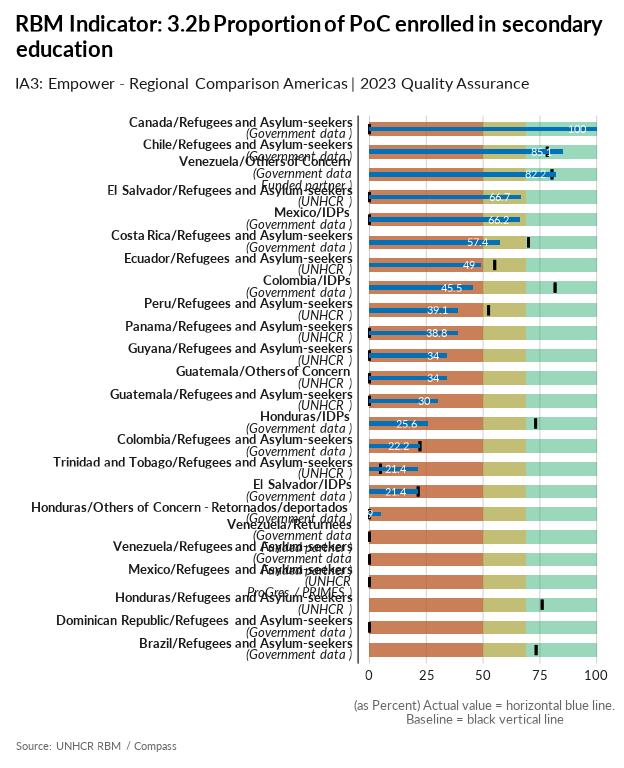 RBM Indicator: 3.2b Proportion of PoC enrolled in secondary
education
IA3: Empower - Regional Comparison Americas | 2023 Quality Assurance
Canada/Refugees and Asylum-seekers
(Government data )
100
Chile/Refugees and Asylum-seekers
(Government data )
85.1
Venezuela/Others of Concern
(Government data
Funded partner )
82.2
El Salvador/Refugees and Asylum-seekers
(UNHCR )
66.7
Mexico/IDPs
(Government data )
66.2
Costa Rica/Refugees and Asylum-seekers
(Government data )
57.4
Ecuador/Refugees and Asylum-seekers
(UNHCR )
49
Colombia/IDPs
(Government data )
45.5
Peru/Refugees and Asylum-seekers
(UNHCR )
39.1
Panama/Refugees and Asylum-seekers
(UNHCR )
38.8
Guyana/Refugees and Asylum-seekers
(UNHCR )
34
Guatemala/Others of Concern
(UNHCR )
34
Guatemala/Refugees and Asylum-seekers
(UNHCR )
30
Honduras/IDPs
(Government data )
25.6
Colombia/Refugees and Asylum-seekers
(Government data )
22.2
Trinidad and Tobago/Refugees and Asylum-seekers
(UNHCR )
21.4
El Salvador/IDPs
(Government data )
21.4
Honduras/Others of Concern - Retornados/deportados
(Government data )
Venezuela/Returnees
(Government data
Funded partner )
Venezuela/Refugees and Asylum-seekers
(Government data
Funded partner )
Mexico/Refugees and Asylum-seekers
(UNHCR
ProGres / PRIMES )
Honduras/Refugees and Asylum-seekers
(UNHCR )
Dominican Republic/Refugees and Asylum-seekers
(Government data )
Brazil/Refugees and Asylum-seekers
(Government data )
0 25 50 75 100
(as Percent) Actual value = horizontal blue line.
Baseline = black vertical line
Source: UNHCR RBM / Compass